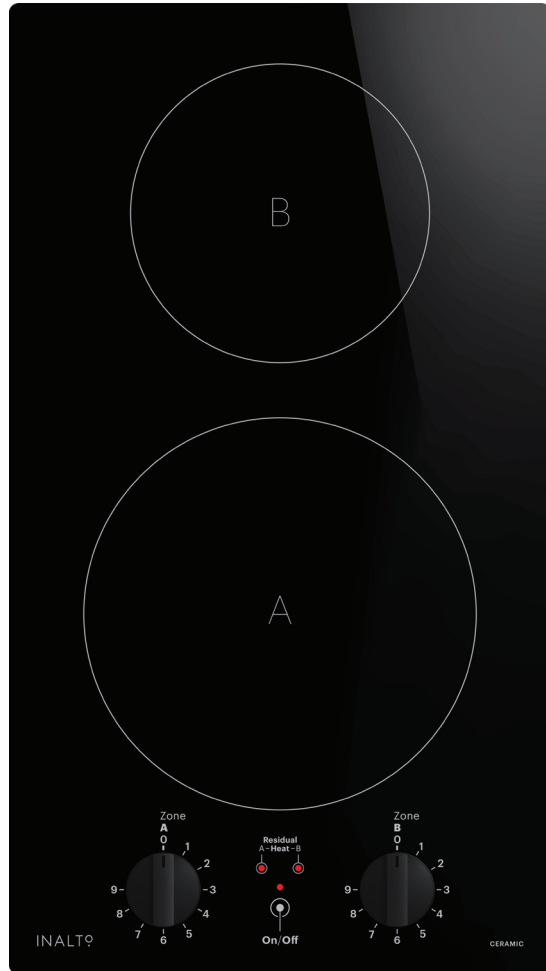 B
A
Zone
A
0
1
2
3
4
5
6
7
8
9
Residual
A-Heat-B
On/Off
Zone
B
0
1
2
3
4
5
6
7
8
9
INALTO
CERAMIC